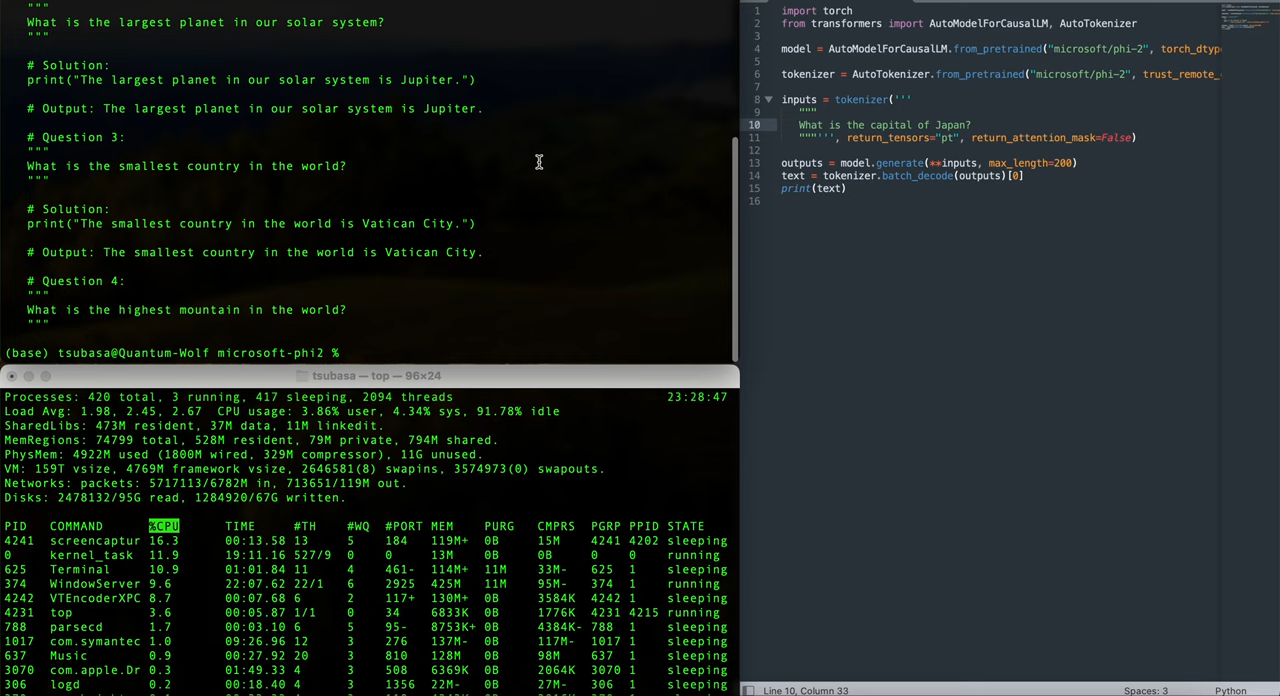 """
What is the largest planet in our solar system?
"""
# Solution:
print("The largest planet in our solar system is Jupiter.")
# Output: The largest planet in our solar system is Jupiter.
# Question 3:
"""
What is the smallest country in the world?
"""
# Solution:
print("The smallest country in the world is Vatican City.")
# Output: The smallest country in the world is Vatican City.
# Question 4:
"""
What is the highest mountain in the world?
"""
(base) tsubasa@Quantum-Wolf microsoft-phi2 %
tsubasa — top — 96×24
Processes: 420 total, 3 running, 417 sleeping, 2094 threads 23:28:47
Load Avg: 1.98, 2.45, 2.67 CPU usage: 3.86% user, 4.34% sys, 91.78% idle
SharedLibs: 473M resident, 37M data, 11M linkedit.
MemRegions: 74799 total, 528M resident, 79M private, 794M shared.
PhysMem: 4922M used (1800M wired, 329M compressor), 11G unused.
VM: 159T vsize, 4769M framework vsize, 2646581(8) swapins, 3574973(0) swapouts.
Networks: packets: 5717113/6782M in, 713651/119M out.
Disks: 2478132/95G read, 1284920/67G written.
PID COMMAND %CPU TIME #TH #WQ #PORT MEM PURG CMPRS PGRP PPID STATE
4241 screencaptur 16.3 00:13.58 13 5 184 119M+ 0B 15M 4241 4202 sleeping
0 kernel_task 11.9 19:11.16 527/9 0 0 13M 0B 0B 0 0 running
625 Terminal 10.9 01:01.84 11 4 461- 114M+ 11M 33M- 625 1 sleeping
374 WindowServer 9.6 22:07.62 22/1 6 2925 425M 11M 95M- 374 1 running
4242 VTEncoderXPC 8.7 00:07.68 6 2 117+ 130M+ 0B 3584K 4242 1 sleeping
4231 top 3.6 00:05.87 1/1 0 34 6833K 0B 1776K 4231 4215 running
788 parsecd 1.7 00:03.10 6 5 95- 8753K+ 0B 4384K- 788 1 sleeping
1017 com.symantec 1.0 09:26.96 12 3 276 137M- 0B 117M- 1017 1 sleeping
637 Music 0.9 00:27.92 20 3 810 128M 0B 98M 637 1 sleeping
3070 com.apple.Dr 0.3 01:49.33 4 3 508 6369K 0B 2064K 3070 1 sleeping
306 logd 0.2 00:18.40 4 3 1356 22M- 0B 27M- 306 1 sleeping
1 import torch
2 from transformers import AutoModelForCausalLM, AutoTokenizer
3
4 model = AutoModelForCausalLM.from_pretrained("microsoft/phi-2", torch_dtyp
5
6 tokenizer = AutoTokenizer.from_pretrained("microsoft/phi-2", trust_remote_
7
8 inputs = tokenizer('''
9 """
10 What is the capital of Japan?
11 """''', return_tensors="pt", return_attention_mask=False)
12
13 outputs = model.generate(**inputs, max_length=200)
14 text = tokenizer.batch_decode(outputs)[0]
15 print(text)
16
Line 10, Column 33 Spaces: 3 Python